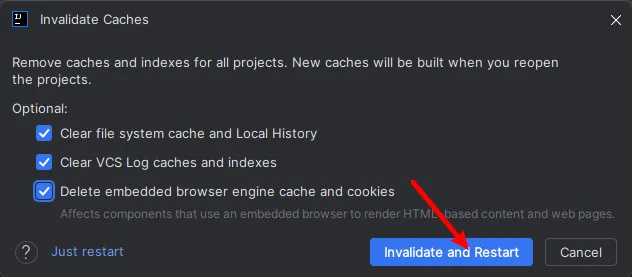 IJ
Invalidate Caches
Remove caches and indexes for all projects. New caches will be built when you reopen
the projects.
Optional:
Clear file system cache and Local History
Clear VCS Log caches and indexes
Delete embedded browser engine cache and cookies
Affects components that use an embedded browser to render HTML-based content and web pages.
? Just restart Invalidate and Restart Cancel